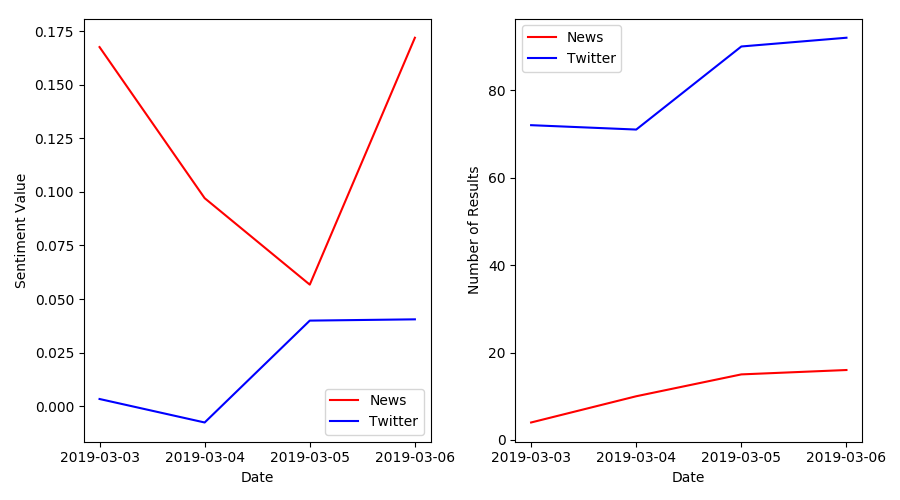 0.175
0.150
0.125
0.100
0.075
0.050
0.025
0.000
Sentiment Value
News
Twitter
2019-03-03 2019-03-04 2019-03-05 2019-03-06
Date
News
Twitter
80
60
40
20
0
Number of Results
2019-03-03 2019-03-04 2019-03-05 2019-03-06
Date